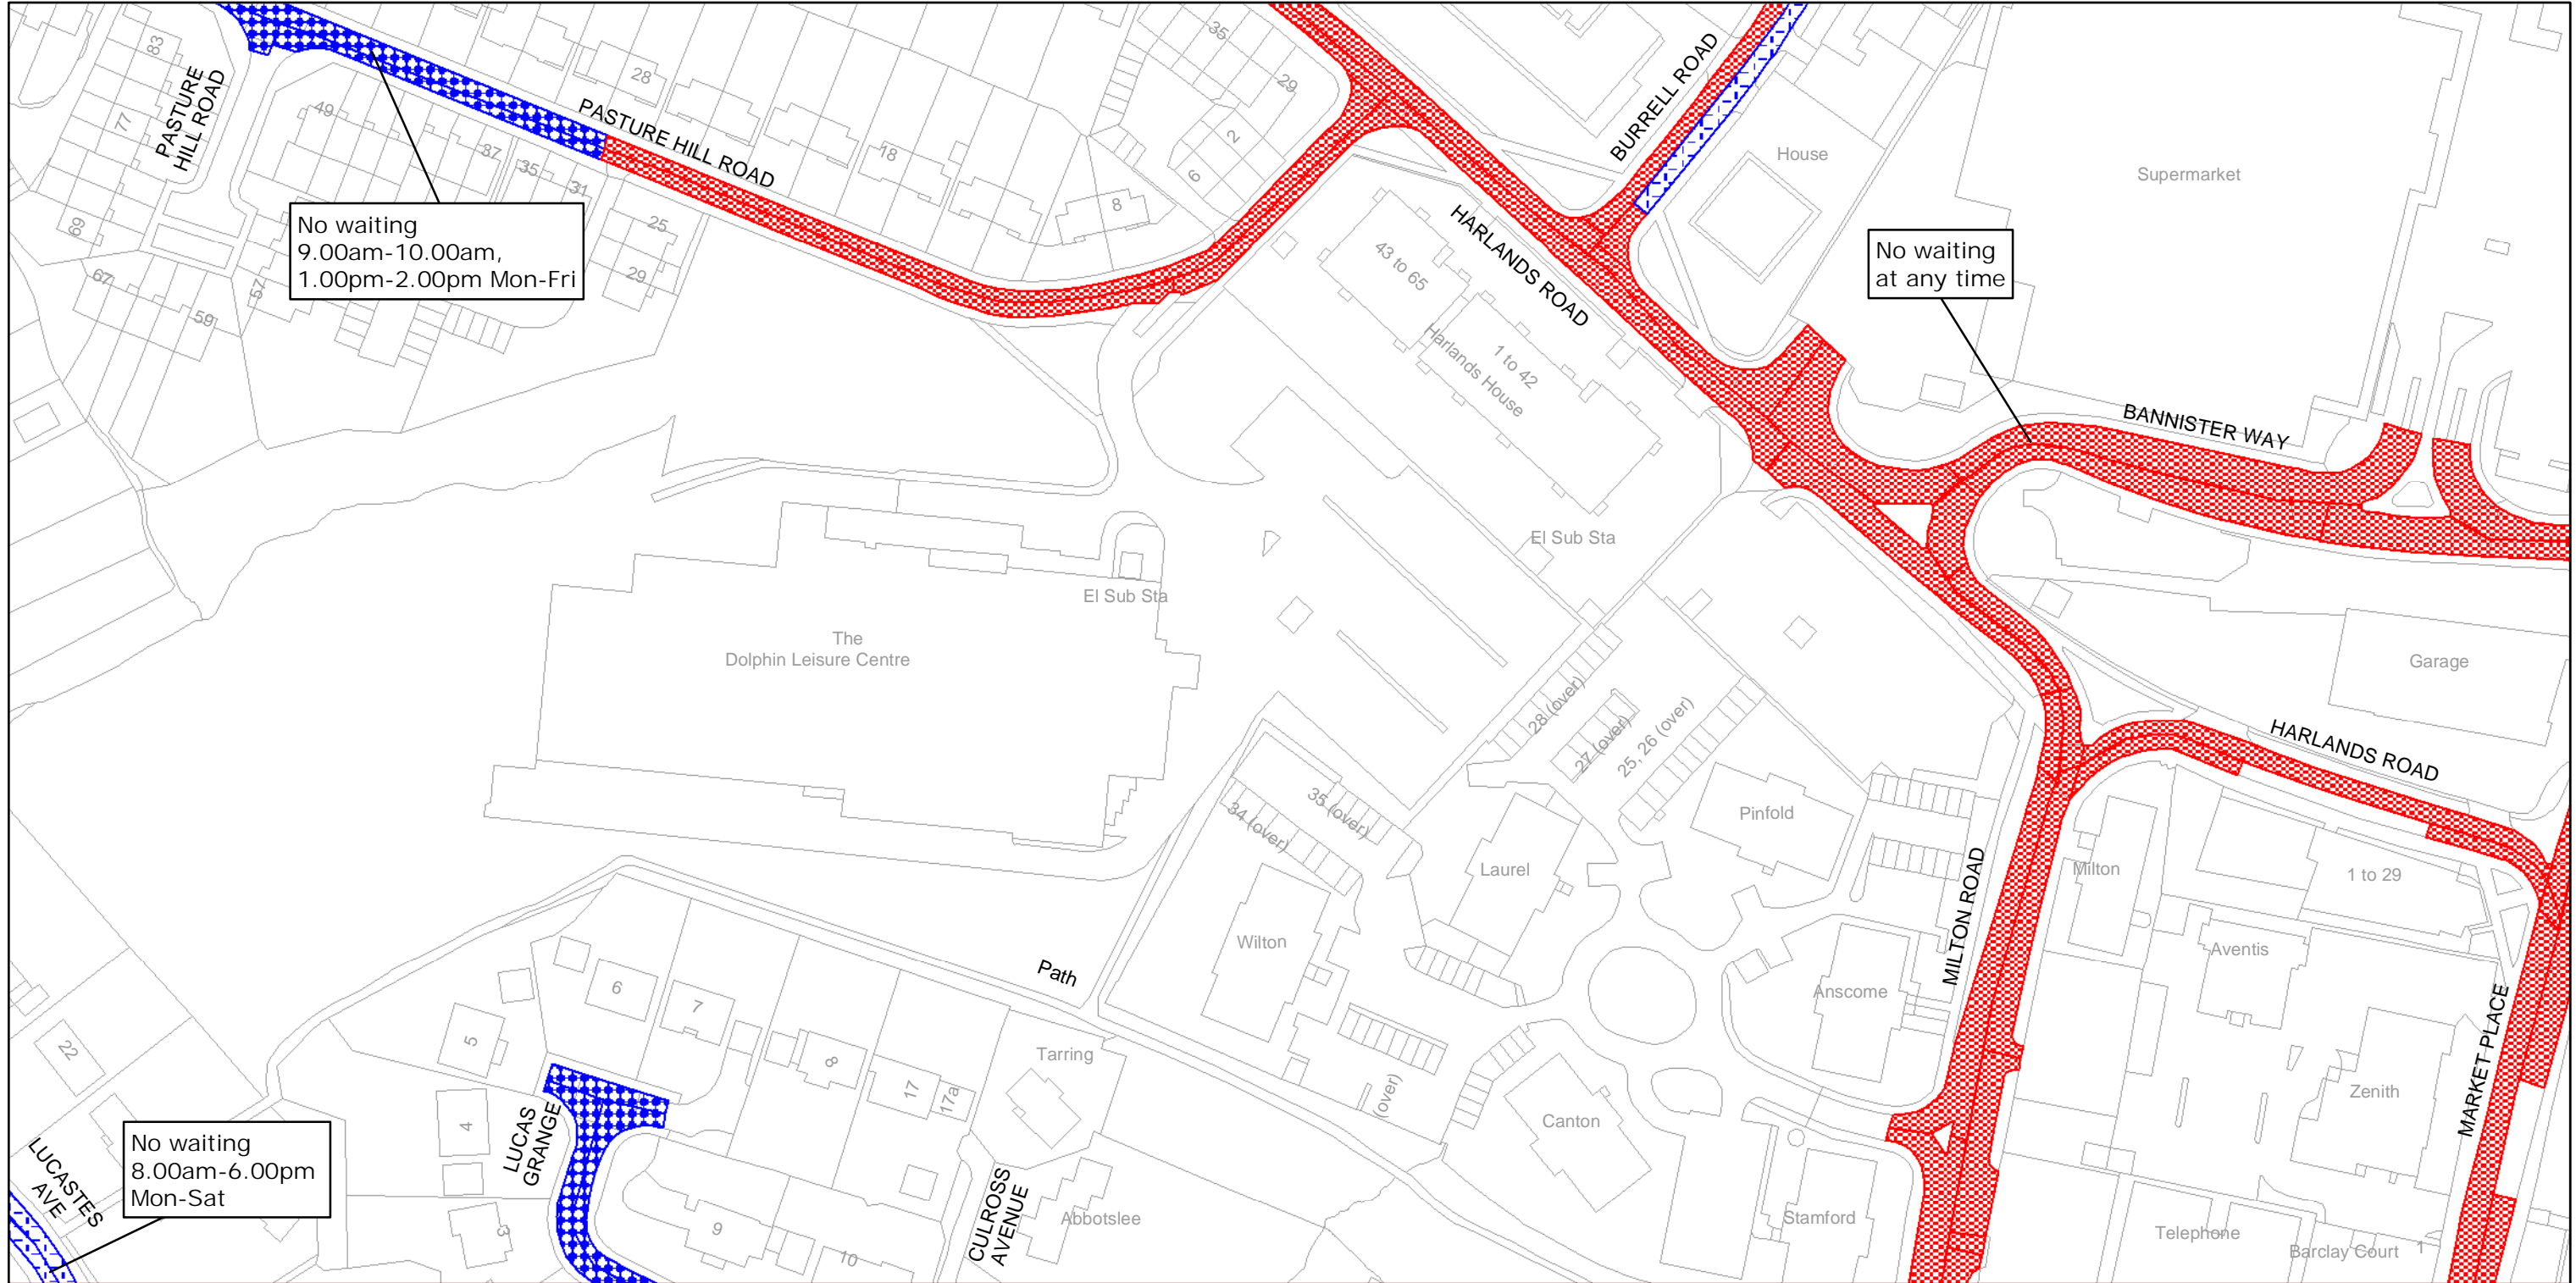 83
PASTURE
HILL ROAD
77
69
67
59
57
49
37
35
31
28
PASTURE HILL ROAD
18
25
29
8
35
29
2
6
No waiting
9.00am-10.00am,
1.00pm-2.00pm Mon-Fri
BURRELL ROAD
House
Supermarket
HARLANDS ROAD
43 to 65
1 to 42
Harlands House
No waiting
at any time
BANNISTER WAY
El Sub Sta
El Sub Sta
The
Dolphin Leisure Centre
Garage
HARLANDS ROAD
28 (over)
27 (over)
25, 26 (over)
35 (over)
34 (over)
Pinfold
Laurel
Wilton
Milton
1 to 29
Aventis
MILTON ROAD
Anscome
Path
MARKET PLACE
Zenith
6
7
5
8
17
17a
Tarring
22
4
LUCAS
GRANGE
(over)
Canton
No waiting
8.00am-6.00pm
Mon-Sat
LUCASTES
AVE
3
9
10
CULROSS
AVENUE
Abbotslee
Stamford
Telephone
Barclay Court
1